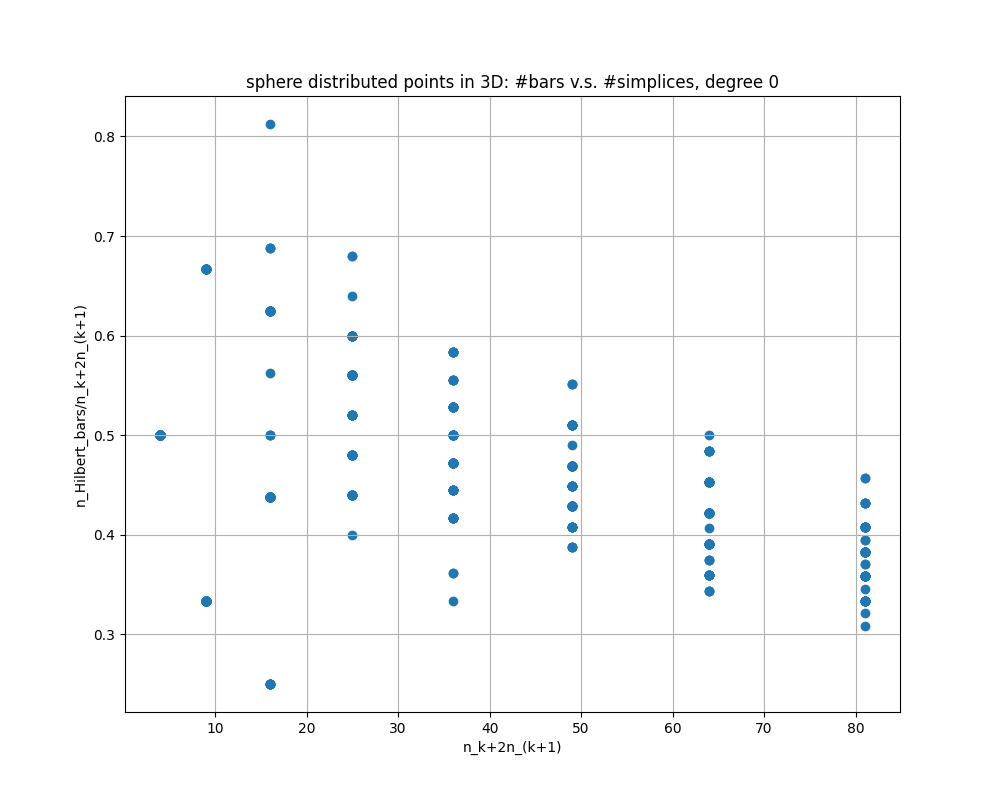 sphere distributed points in 3D: #bars v.s. #simplices, degree 0
n_Hilbert_bars/n_k+2n_(k+1)
0.8
0.7
0.6
0.5
0.4
0.3
10 20 30 40 50 60 70 80
n_k+2n_(k+1)